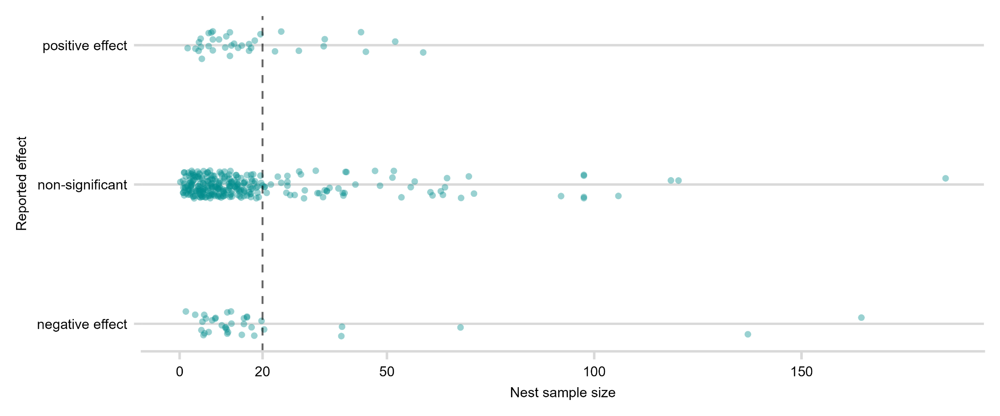 positive effect
non-significant
negative effect
Reported effect
0 20 50 100 150
Nest sample size